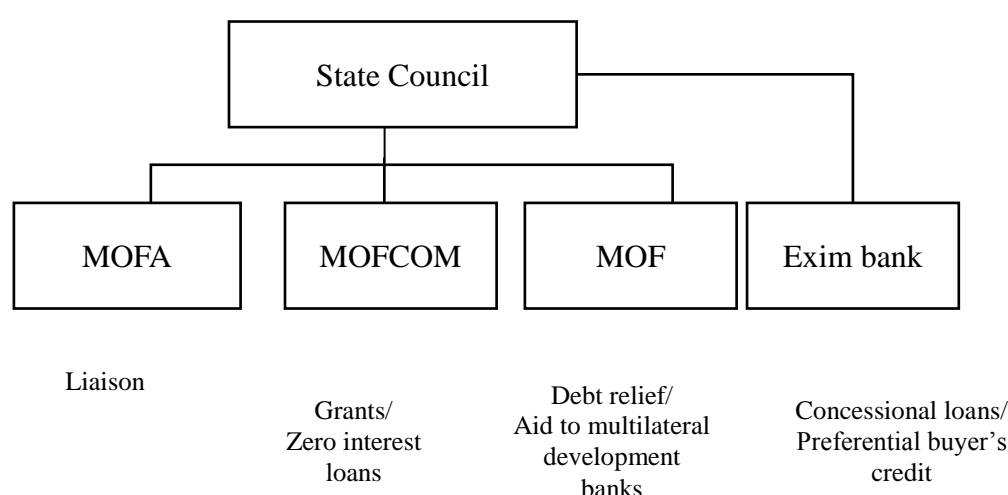 State Council
MOFA
MOFCOM
MOF
Exim bank
Liaison
Grants/
Zero interest
loans
Debt relief/
Aid to multilateral
development
banks
Concessional loans/
Preferential buyer’s
credit